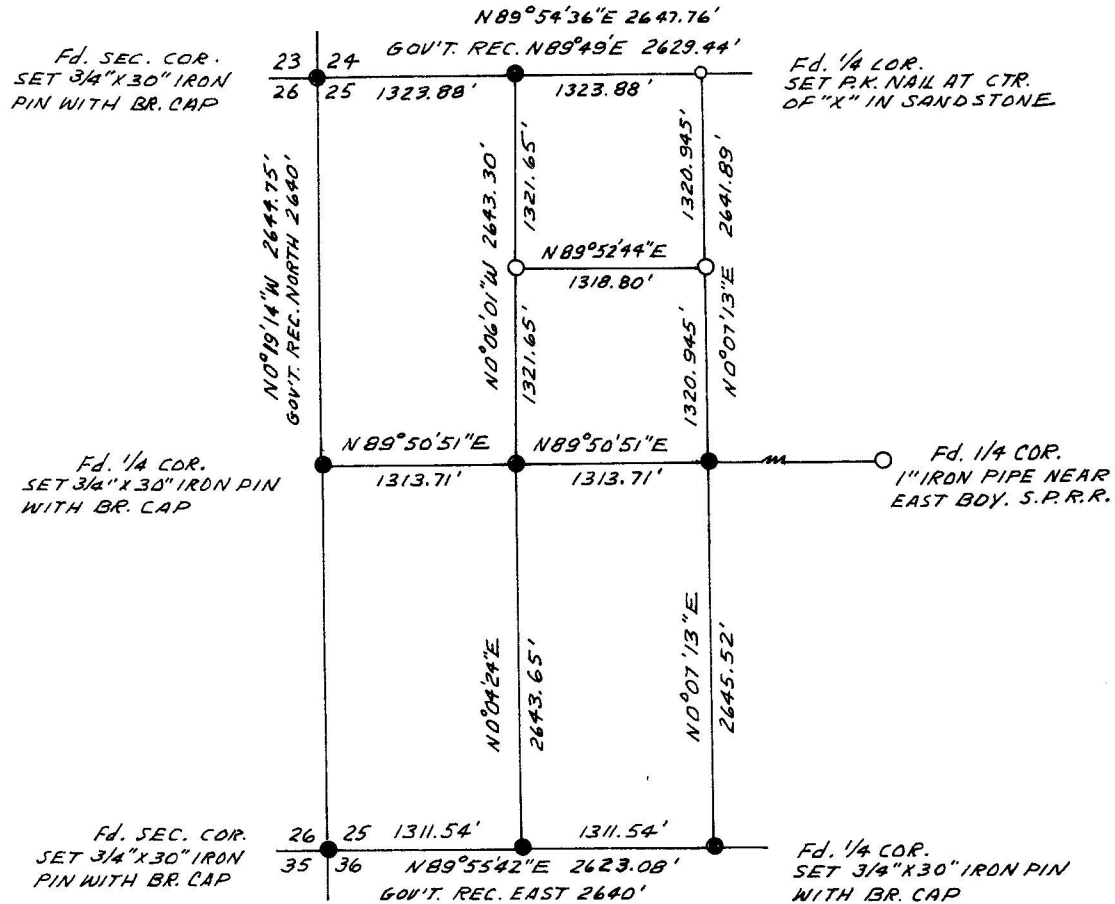 N89°54'36"E 2647.76'
GOV'T. REC. N89°49'E 2629.44'
Fd. SEC. COR.
SET 3/4"X30" IRON
PIN WITH BR. CAP
23 24
26 25
1323.88'
1323.88'
Fd. 1/4 COR.
SET P.K. NAIL AT CTR.
OF "X" IN SANDSTONE
N0°19'14"W 2644.75'
GOV'T. REC. NORTH 2640'
N0°06'01"W 2643.30'
1321.65'
1321.65'
1320.945'
1320.945'
2641.89'
N0°07'13"E
N89°52'44"E
1318.80'
Fd. 1/4 COR.
SET 3/4"X30" IRON PIN
WITH BR. CAP
N89°50'51"E
1313.71'
N89°50'51"E
1313.71'
Fd. 1/4 COR.
1" IRON PIPE NEAR
EAST BDY. S.P.R.R.
N0°04'24"E
2643.65'
N0°07'13"E
2645.52'
Fd. SEC. COR.
SET 3/4"X30" IRON
PIN WITH BR. CAP
26 25
35 36
1311.54'
1311.54'
N89°55'42"E 2623.08'
GOV'T. REC. EAST 2640'
Fd. 1/4 COR.
SET 3/4"X30" IRON PIN
WITH BR. CAP